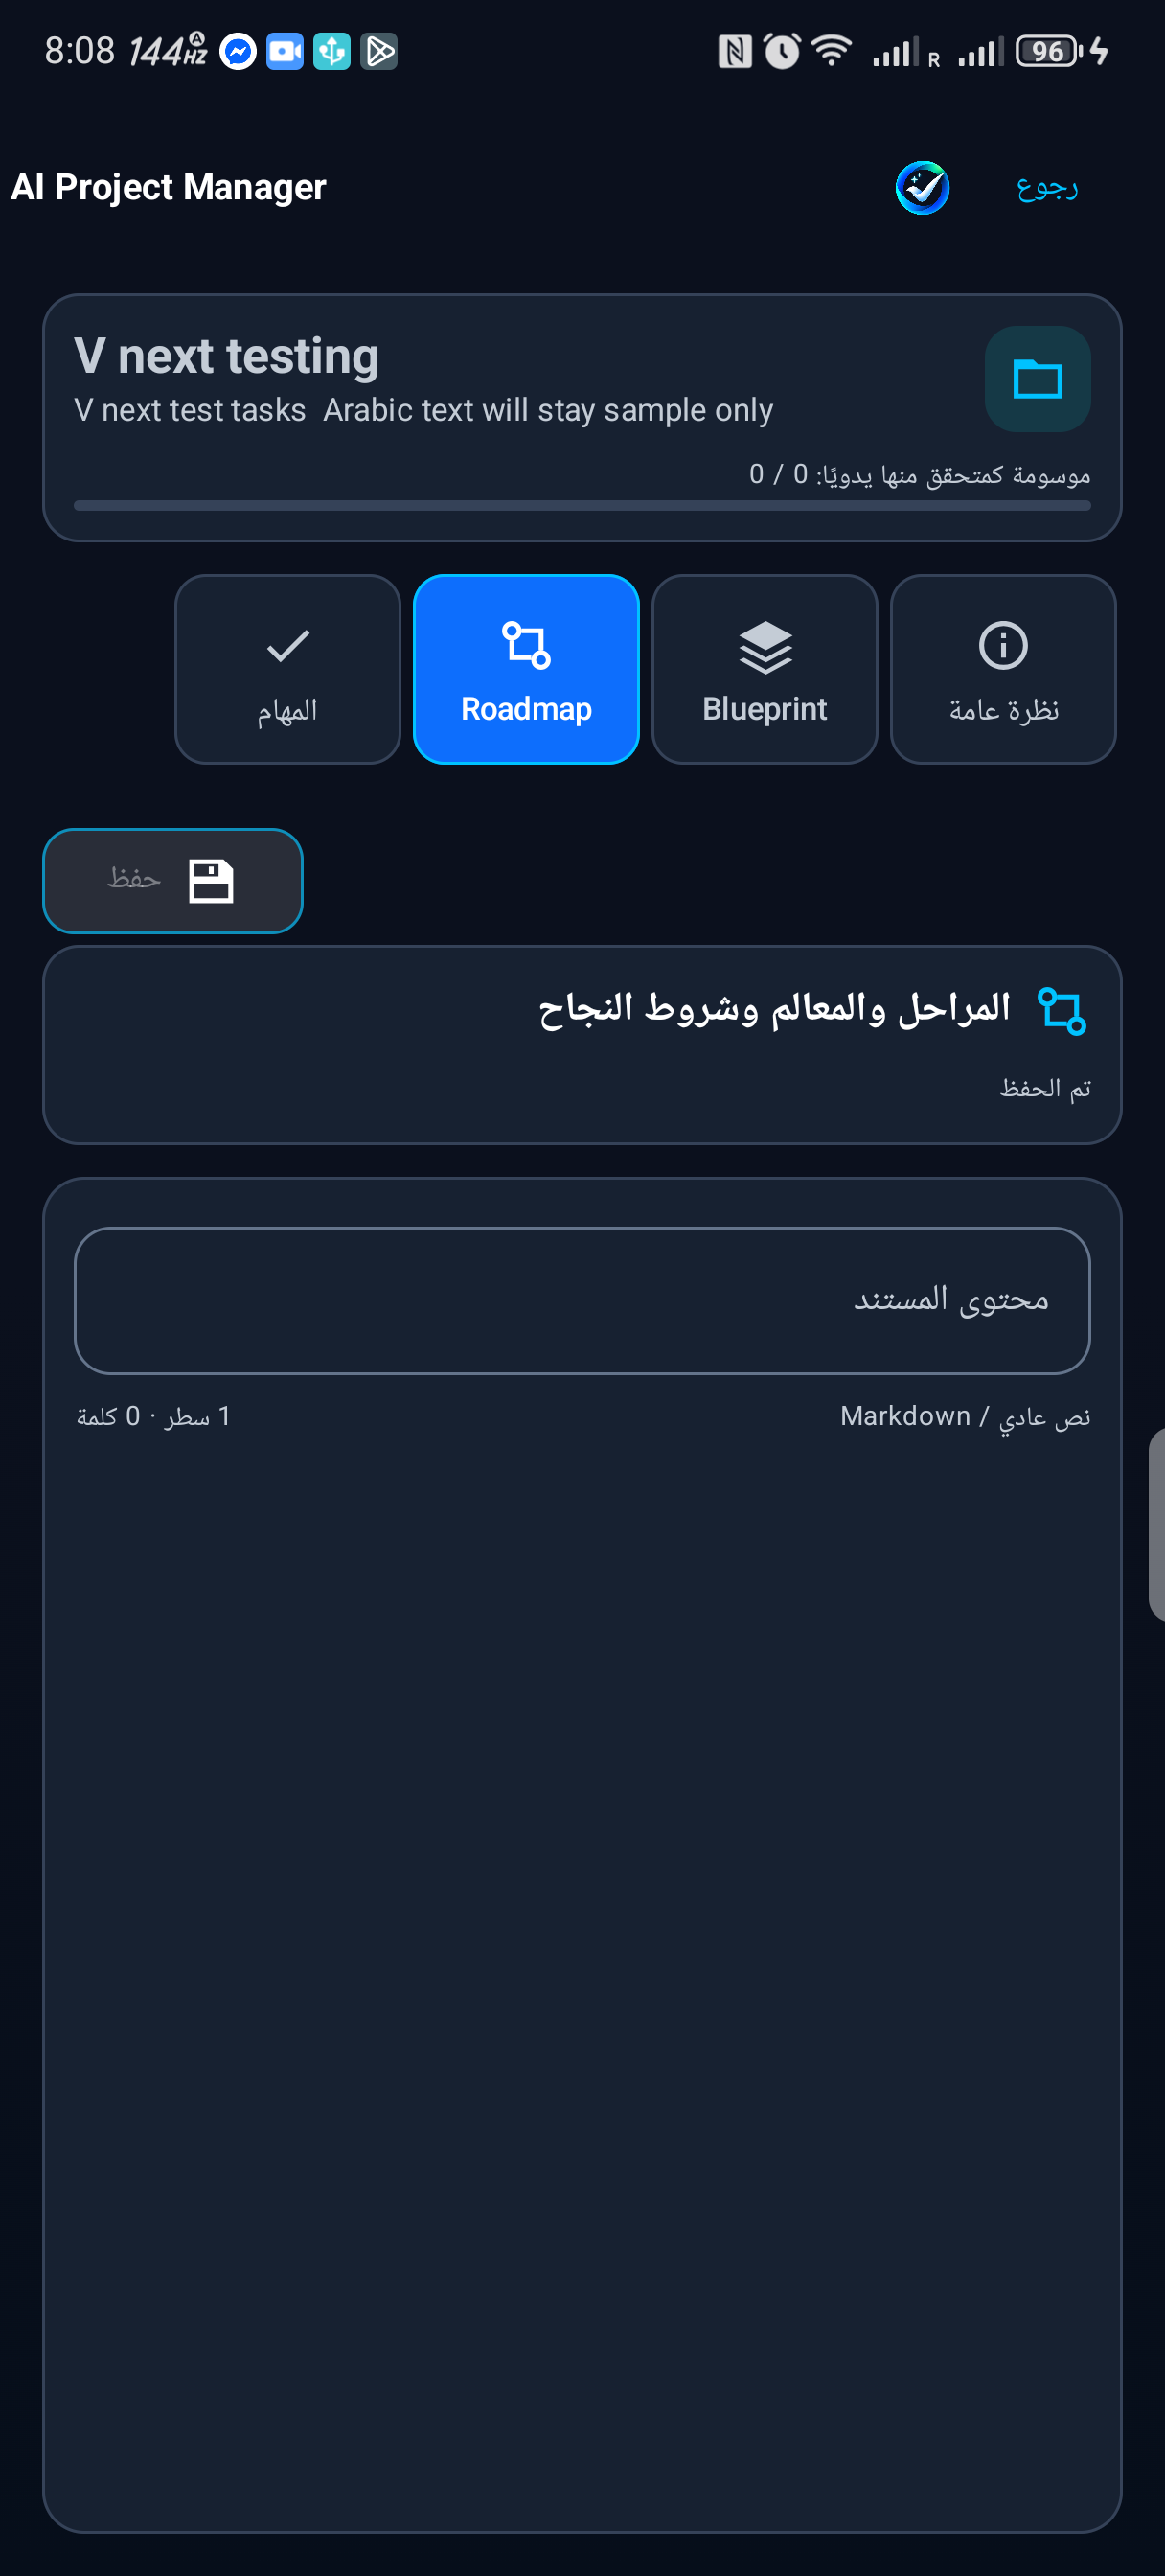 8:08 144HZ A R 96
AI Project Manager رجوع
V next testing
V next test tasks Arabic text will stay sample only
موسومة كمتحقق منها يدويًا: 0 / 0
نظرة عامة
Blueprint
Roadmap
المهام
حفظ
المراحل والمعالم وشروط النجاح
تم الحفظ
محتوى المستند
نص عادي / Markdown
1 سطر · 0 كلمة